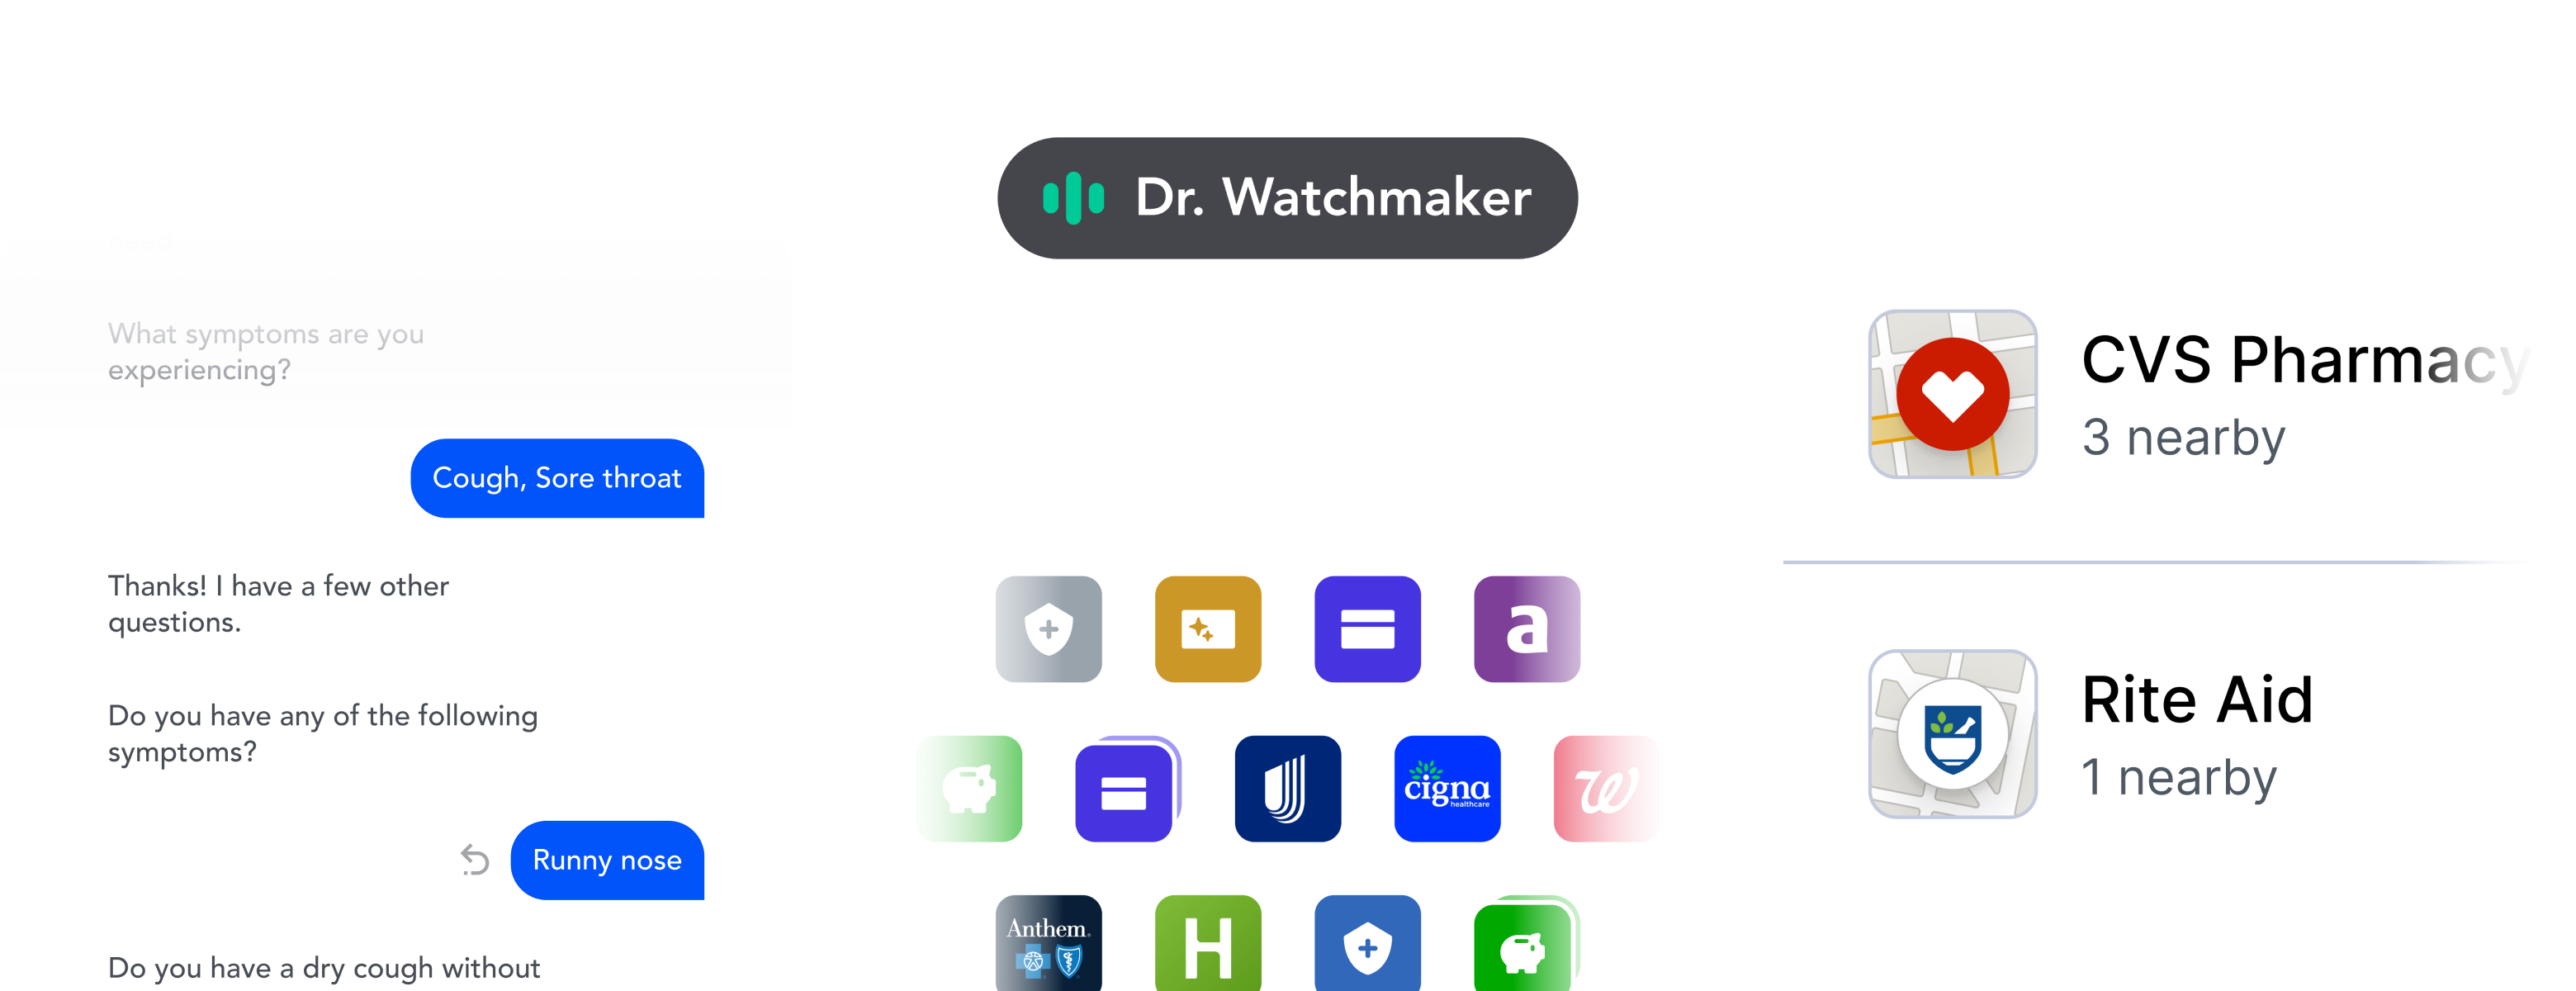 need
What symptoms are you
experiencing?
Cough, Sore throat
Thanks! I have a few other
questions.
Do you have any of the following
symptoms?
Runny nose
Do you have a dry cough without
Dr. Watchmaker
a
cigna
healthcare
w
Anthem
H
CVS Pharmacy
3 nearby
Rite Aid
1 nearby